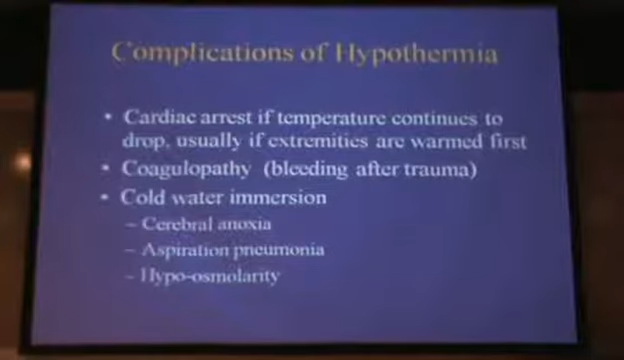 Complications of Hypothermia
• Cardiac arrest if temperature continues to
drop, usually if extremities are warmed first
• Coagulopathy (bleeding after trauma)
• Cold water immersion
– Cerebral anoxia
– Aspiration pneumonia
– Hypo-osmolarity